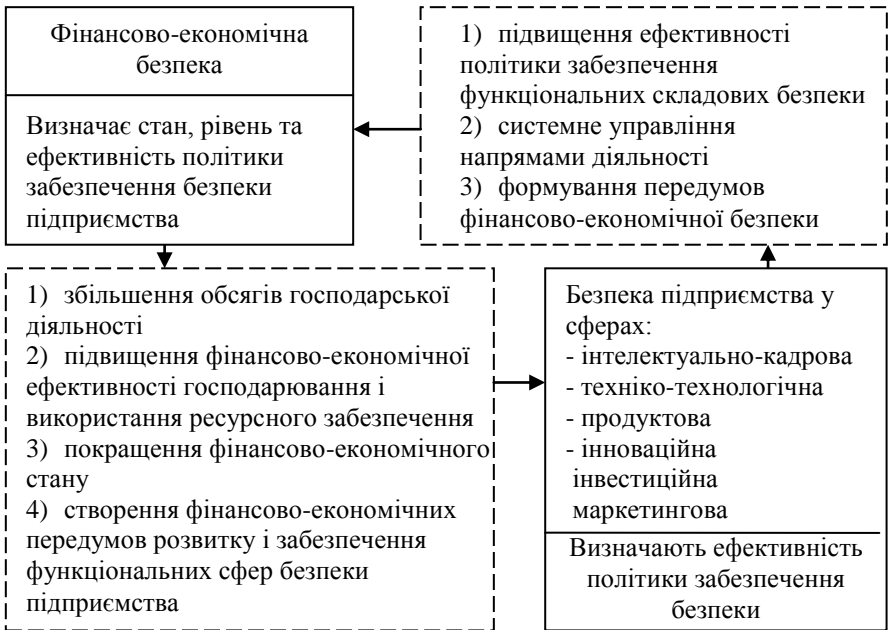 Фінансово-економічна
безпека
Визначає стан, рівень та
ефективність політики
забезпечення безпеки
підприємства
1) підвищення ефективності
політики забезпечення
функціональних складових безпеки
2) системне управління
напрямами діяльності
3) формування передумов
фінансово-економічної безпеки
1) збільшення обсягів господарської
діяльності
2) підвищення фінансово-економічної
ефективності господарювання і
використання ресурсного забезпечення
3) покращення фінансово-економічного
стану
4) створення фінансово-економічних
передумов розвитку і забезпечення
функціональних сфер безпеки
підприємства
Безпека підприємства у
сферах:
- інтелектуально-кадрова
- техніко-технологічна
- продуктова
- інноваційна
інвестиційна
маркетингова
Визначають ефективність
політики забезпечення
безпеки